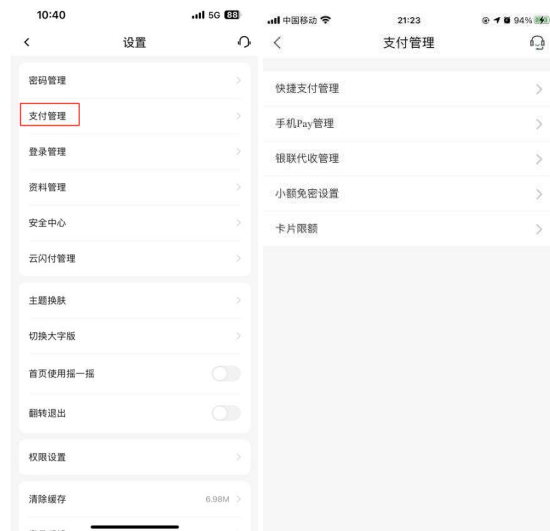 10:40
5G 88
设置
密码管理
支付管理
登录管理
资料管理
安全中心
云闪付管理
主题换肤
切换大字版
首页使用摇一摇
翻转退出
权限设置
清除缓存 6.98M
中国移动 21:23 94%
支付管理
快捷支付管理
手机Pay管理
银联代收管理
小额免密设置
卡片限额